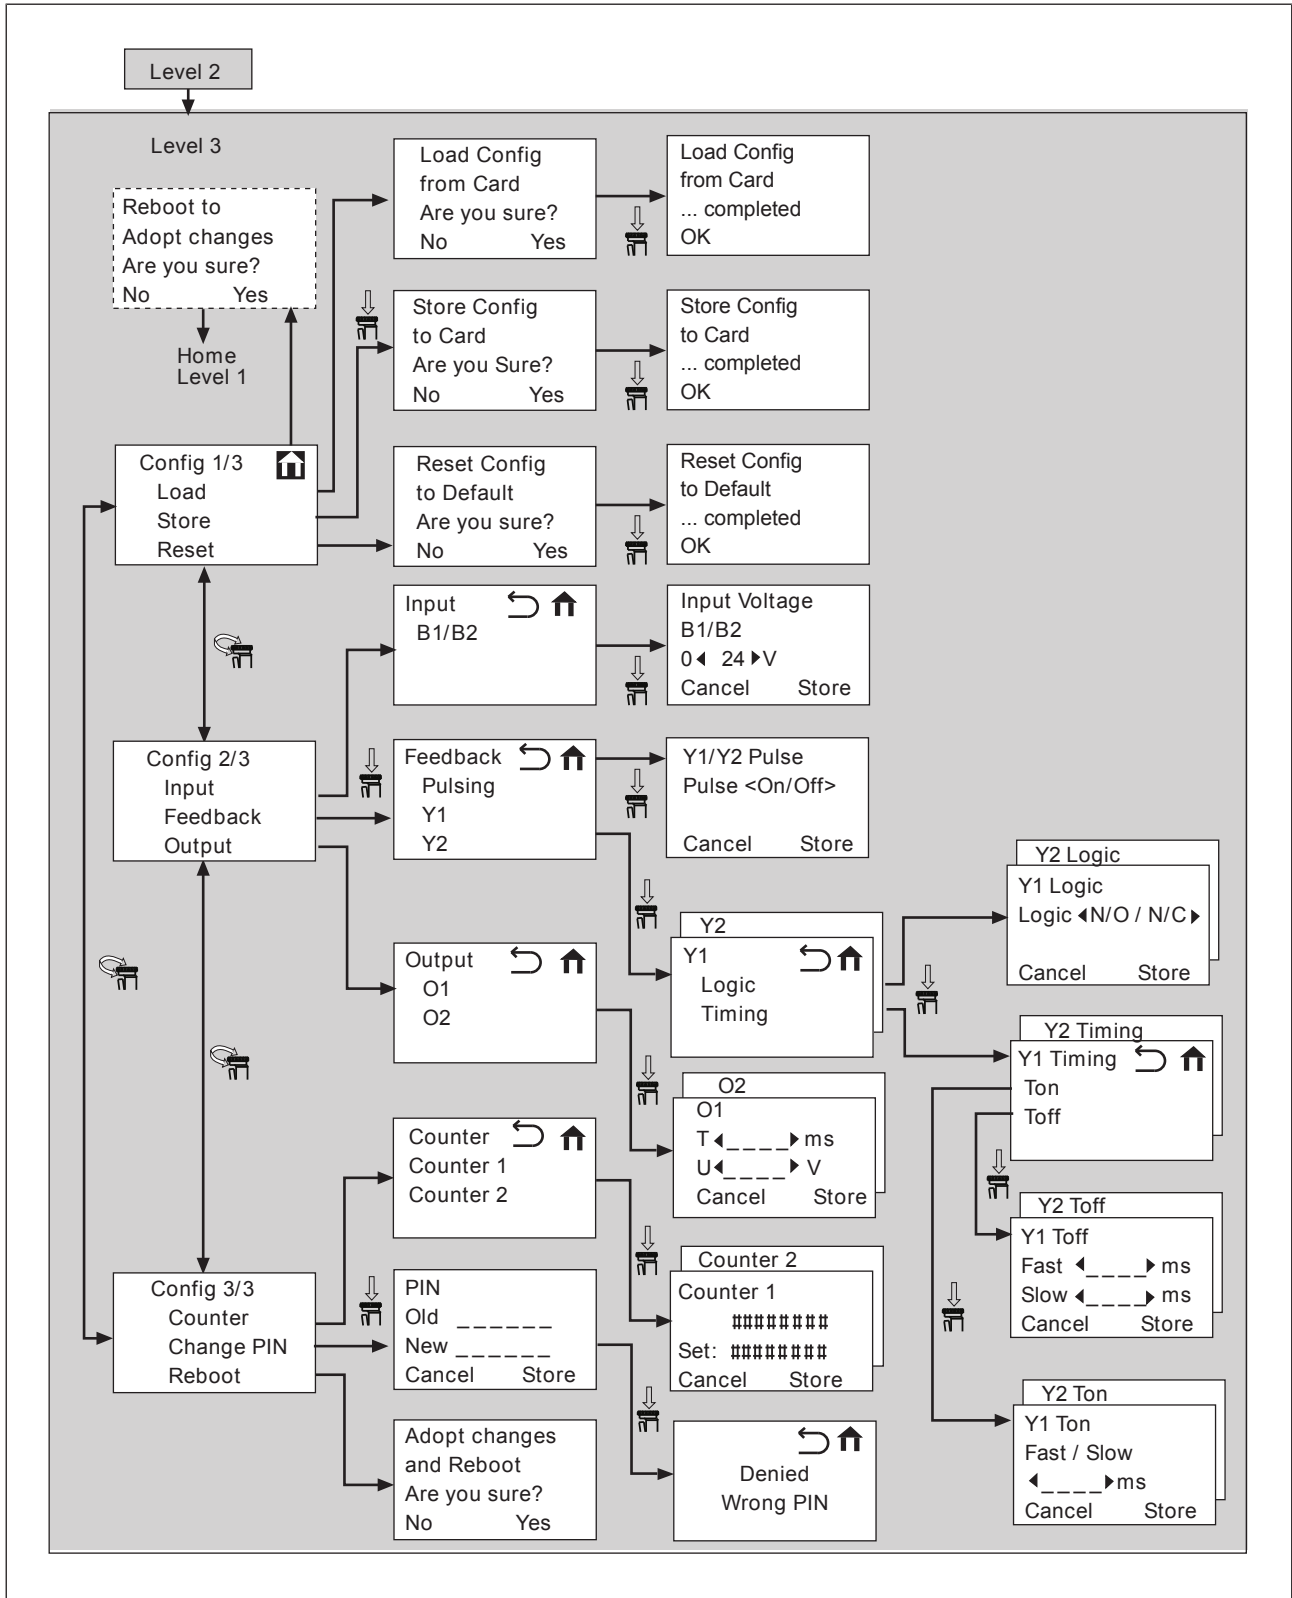 Level 2
Level 3
Reboot to
Adopt changes
Are you sure?
No Yes
Home
Level 1
Load Config
from Card
Are you sure?
No Yes
Load Config
from Card
... completed
OK
Store Config
to Card
Are you Sure?
No Yes
Store Config
to Card
... completed
OK
Config 1/3
Load
Store
Reset
Reset Config
to Default
Are you sure?
No Yes
Reset Config
to Default
... completed
OK
Input
B1/B2
Input Voltage
B1/B2
0 24 V
Cancel Store
Config 2/3
Input
Feedback
Output
Feedback
Pulsing
Y1
Y2
Y1/Y2 Pulse
Pulse <On/Off>
Cancel Store
Y2 Logic
Y1 Logic
Logic N/O / N/C
Cancel Store
Y2
Y1
Logic
Timing
Output
O1
O2
Y2 Timing
Y1 Timing
Ton
Toff
O2
O1
T _ _ _ _ ms
U _ _ _ _ V
Cancel Store
Counter
Counter 1
Counter 2
Y2 Toff
Y1 Toff
Fast _ _ _ _ ms
Slow _ _ _ _ ms
Cancel Store
Counter 2
Counter 1
########
Set: ########
Cancel Store
Config 3/3
Counter
Change PIN
Reboot
PIN
Old _ _ _ _ _ _
New _ _ _ _ _ _
Cancel Store
Y2 Ton
Y1 Ton
Fast / Slow
_ _ _ _ ms
Cancel Store
Adopt changes
and Reboot
Are you sure?
No Yes
Denied
Wrong PIN